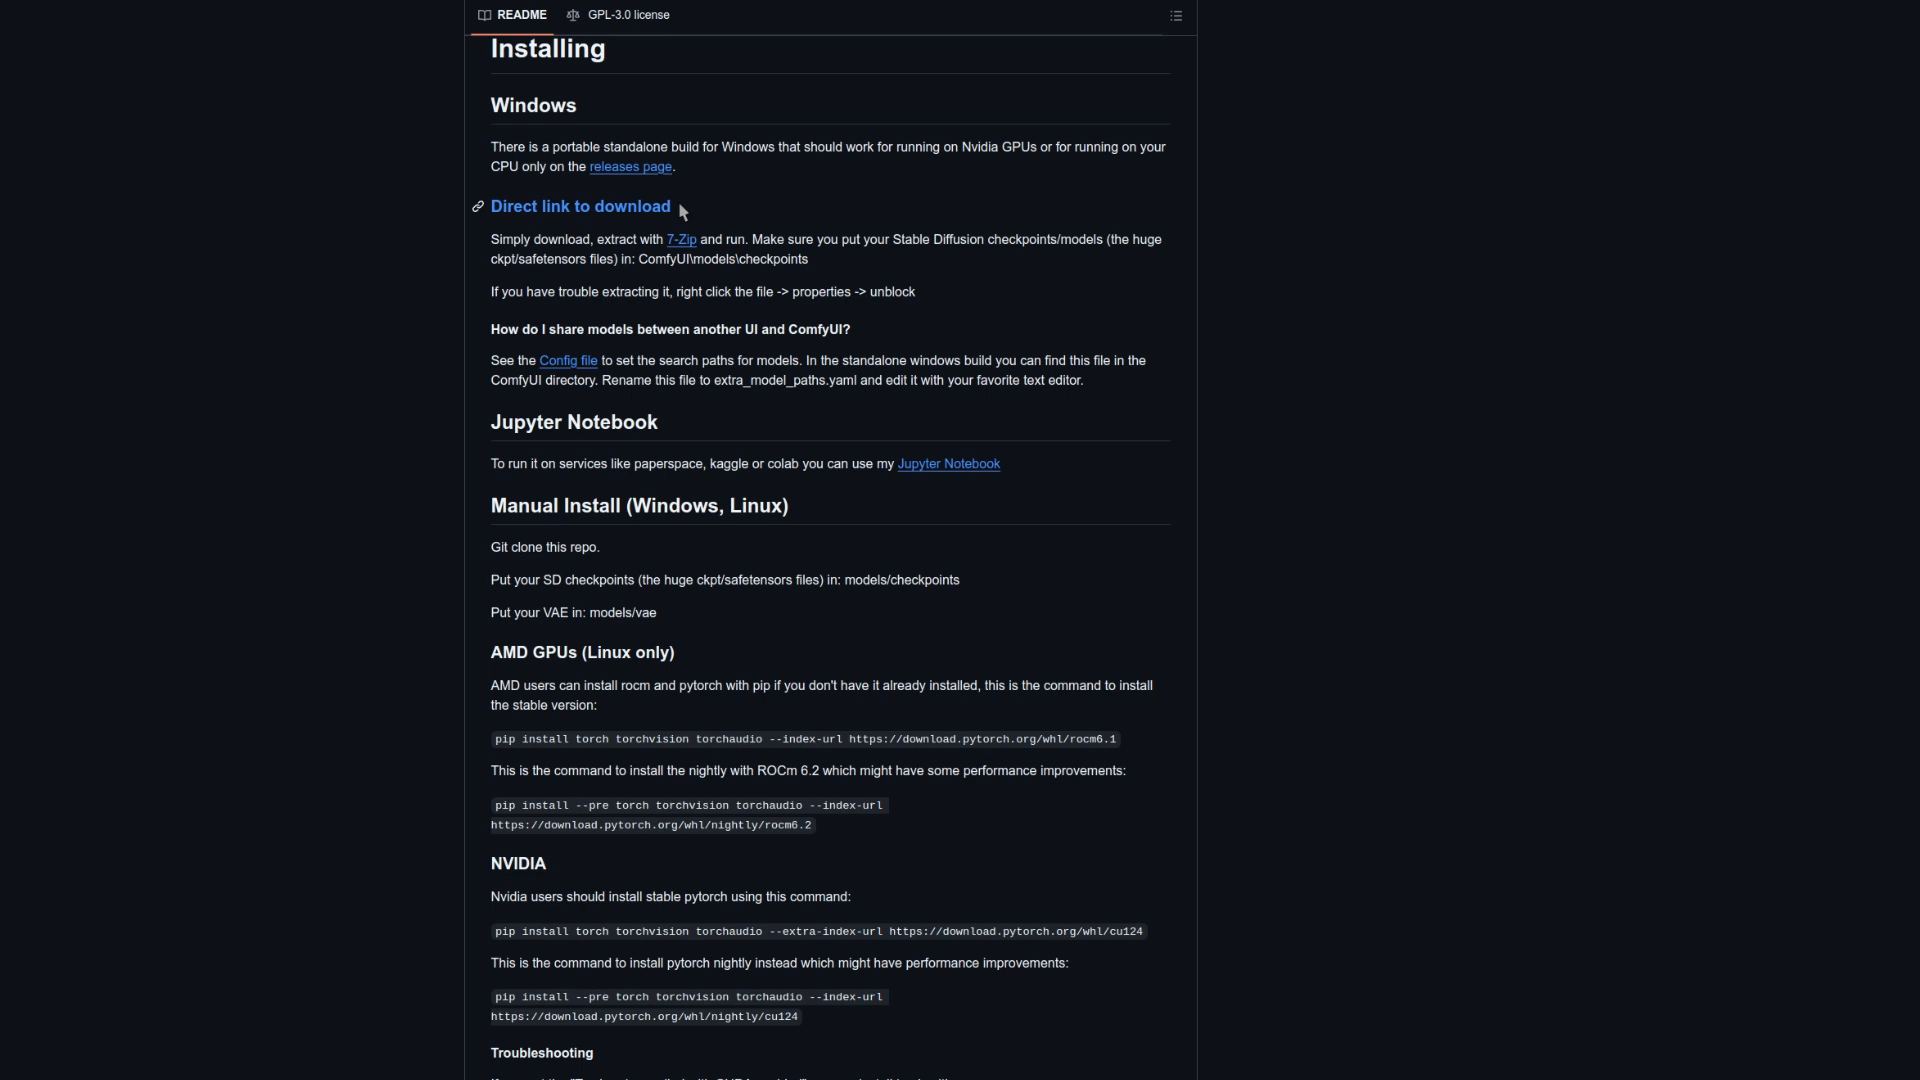 README GPL-3.0 license
Installing
Windows
There is a portable standalone build for Windows that should work for running on Nvidia GPUs or for running on your
CPU only on the releases page.
Direct link to download
Simply download, extract with 7-Zip and run. Make sure you put your Stable Diffusion checkpoints/models (the huge
ckpt/safetensors files) in: ComfyUI\models\checkpoints
If you have trouble extracting it, right click the file -> properties -> unblock
How do I share models between another UI and ComfyUI?
See the Config file to set the search paths for models. In the standalone windows build you can find this file in the
ComfyUI directory. Rename this file to extra_model_paths.yaml and edit it with your favorite text editor.
Jupyter Notebook
To run it on services like paperspace, kaggle or colab you can use my Jupyter Notebook
Manual Install (Windows, Linux)
Git clone this repo.
Put your SD checkpoints (the huge ckpt/safetensors files) in: models/checkpoints
Put your VAE in: models/vae
AMD GPUs (Linux only)
AMD users can install rocm and pytorch with pip if you don't have it already installed, this is the command to install
the stable version:
pip install torch torchvision torchaudio --index-url https://download.pytorch.org/whl/rocm6.1
This is the command to install the nightly with ROCm 6.2 which might have some performance improvements:
pip install --pre torch torchvision torchaudio --index-url
https://download.pytorch.org/whl/nightly/rocm6.2
NVIDIA
Nvidia users should install stable pytorch using this command:
pip install torch torchvision torchaudio --extra-index-url https://download.pytorch.org/whl/cu124
This is the command to install pytorch nightly instead which might have performance improvements:
pip install --pre torch torchvision torchaudio --index-url
https://download.pytorch.org/whl/nightly/cu124
Troubleshooting